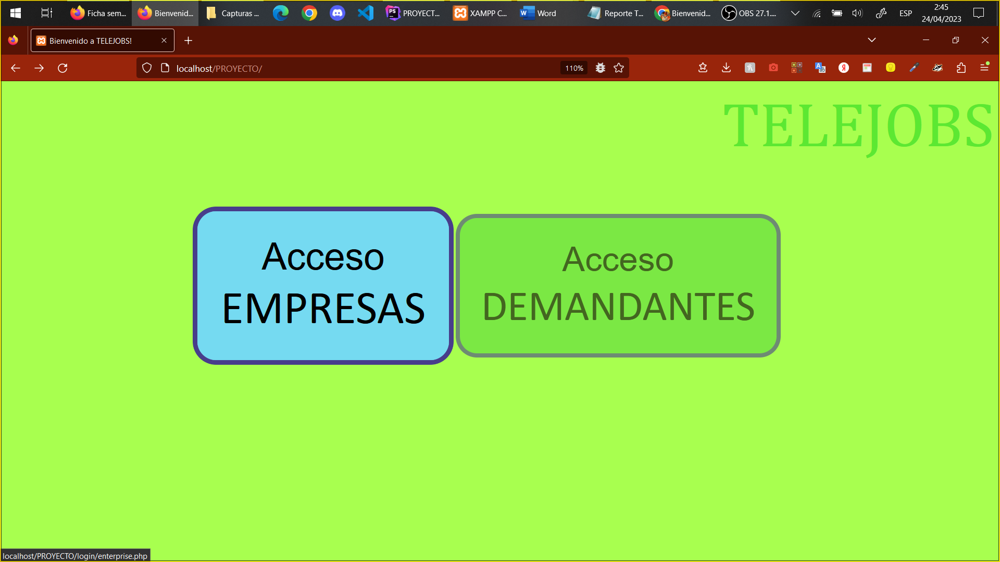 Ficha sem...
Bienvenid...
Capturas ...
PROYECT...
XAMPP C...
Word
Reporte T...
Bienvenid...
OBS 27.1....
ESP
2:45
24/04/2023
Bienvenido a TELEJOBS!
localhost/PROYECTO/
110%
TELEJOBS
Acceso
EMPRESAS
Acceso
DEMANDANTES
localhost/PROYECTO/login/enterprise.php